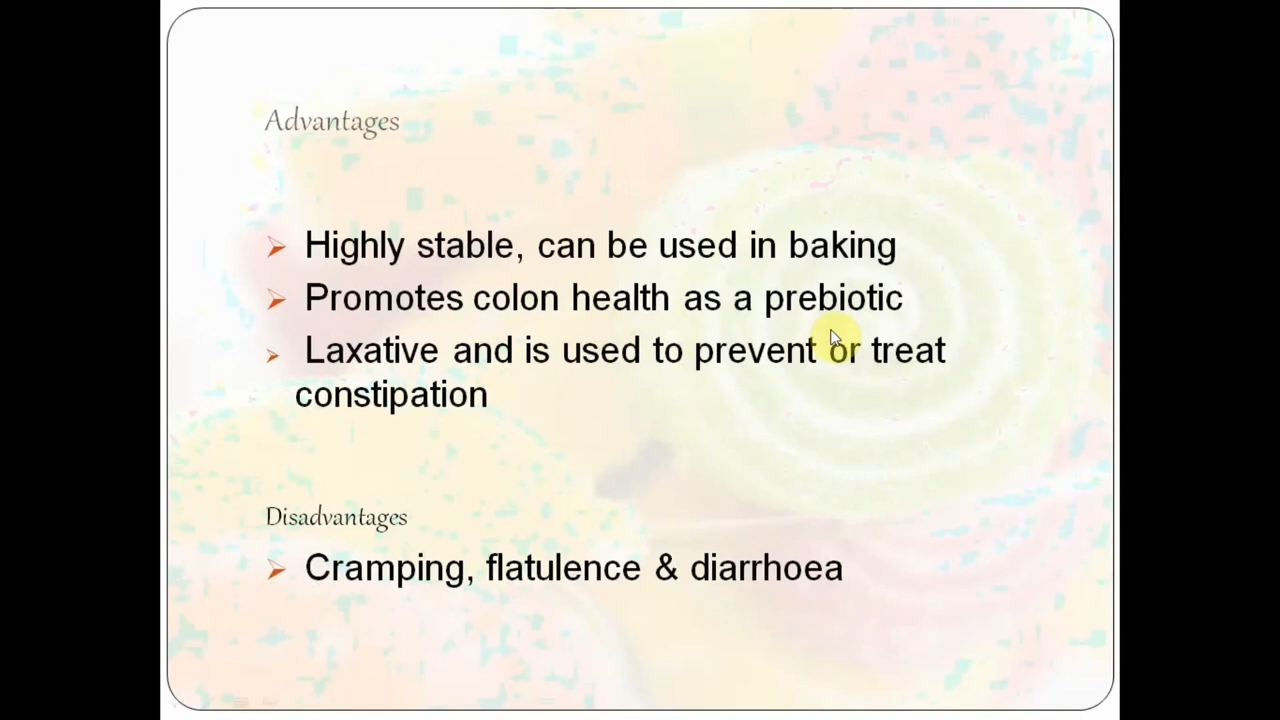 Advantages
Highly stable, can be used in baking
Promotes colon health as a prebiotic
Laxative and is used to prevent or treat
constipation
Disadvantages
Cramping, flatulence & diarrhoea